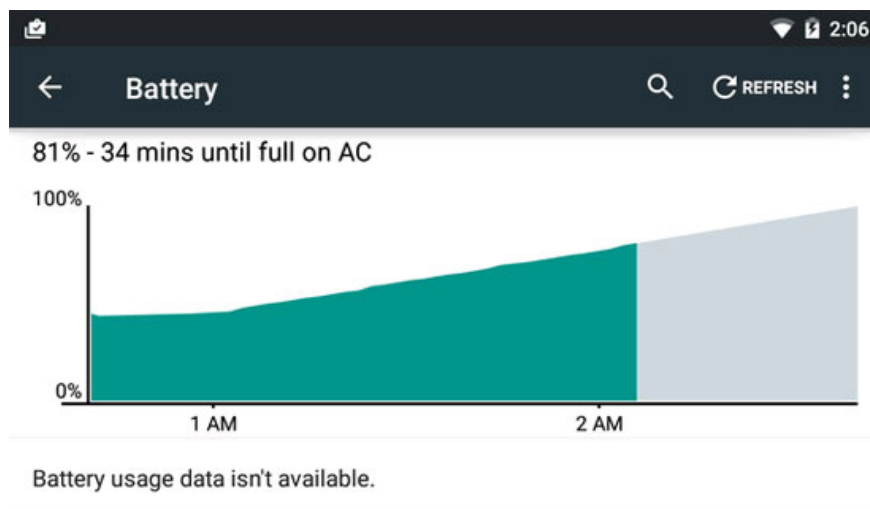 2:06
Battery REFRESH
81% - 34 mins until full on AC
100%
0%
1 AM 2 AM
Battery usage data isn't available.